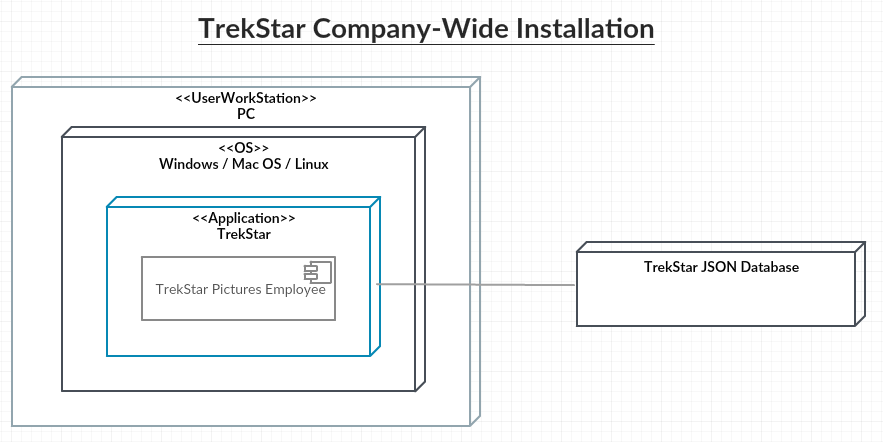 TrekStar Company-Wide Installation
<<UserWorkStation>>
PC
<<OS>>
Windows / Mac OS / Linux
<<Application>>
TrekStar
TrekStar Pictures Employee
TrekStar JSON Database